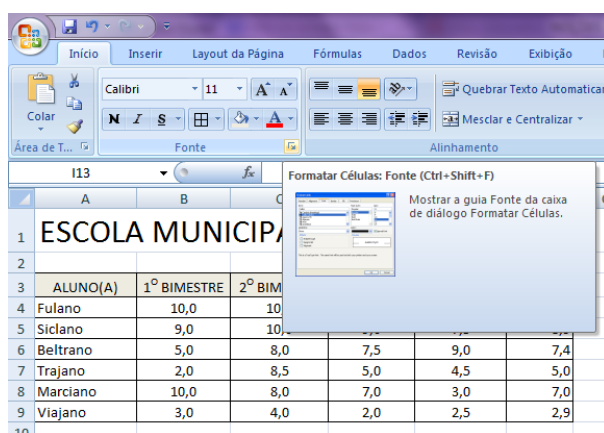 Início Inserir Layout da Página Fórmulas Dados Revisão Exibição
Calibri 11 A A Quebrar Texto Automatica
Colar N I S A Mesclar e Centralizar
Área de T... Fonte Alinhamento
I13 fx
Formatar Células: Fonte (Ctrl+Shift+F)
Mostrar a guia Fonte da caixa
de diálogo Formatar Células.
A B C
1 ESCOLA MUNICIPA
2
3 ALUNO(A) 1º BIMESTRE 2º BIM
4 Fulano 10,0 10
5 Siclano 9,0 10,
6 Beltrano 5,0 8,0 7,5 9,0 7,4
7 Trajano 2,0 8,5 5,0 4,5 5,0
8 Marciano 10,0 8,0 7,0 3,0 7,0
9 Viajano 3,0 4,0 2,0 2,5 2,9
10